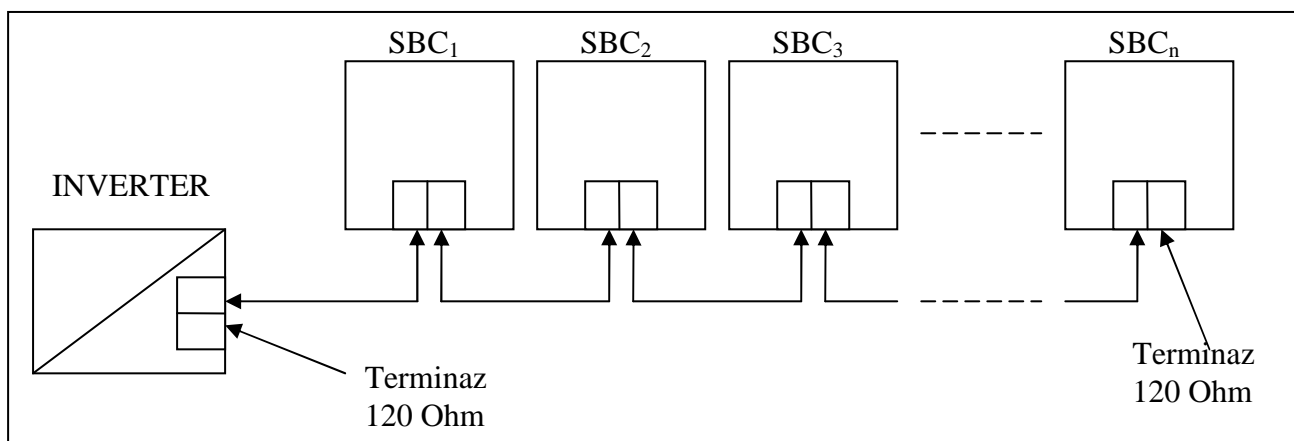 SBC₁ SBC₂ SBC₃ SBCₙ
INVERTER
Terminaz
120 Ohm
Terminaz
120 Ohm